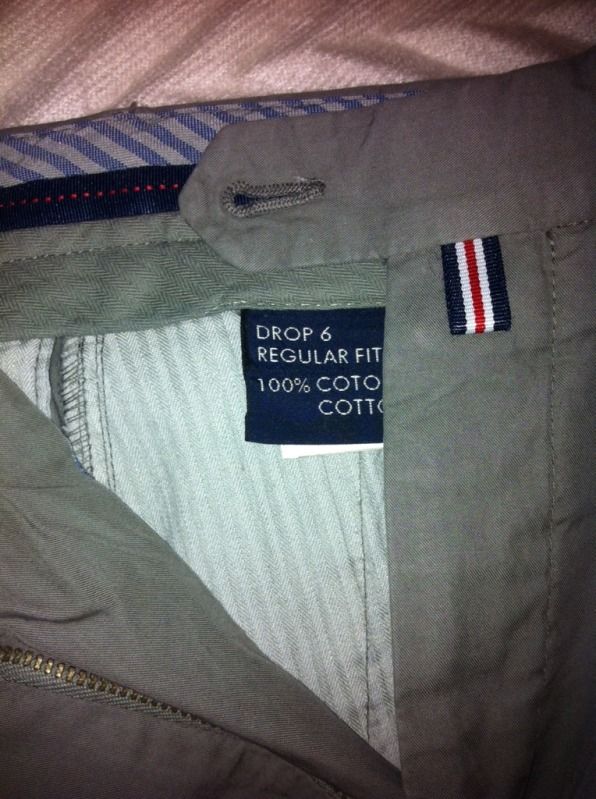 DROP 6
REGULAR FIT
100% COTO
COTTO